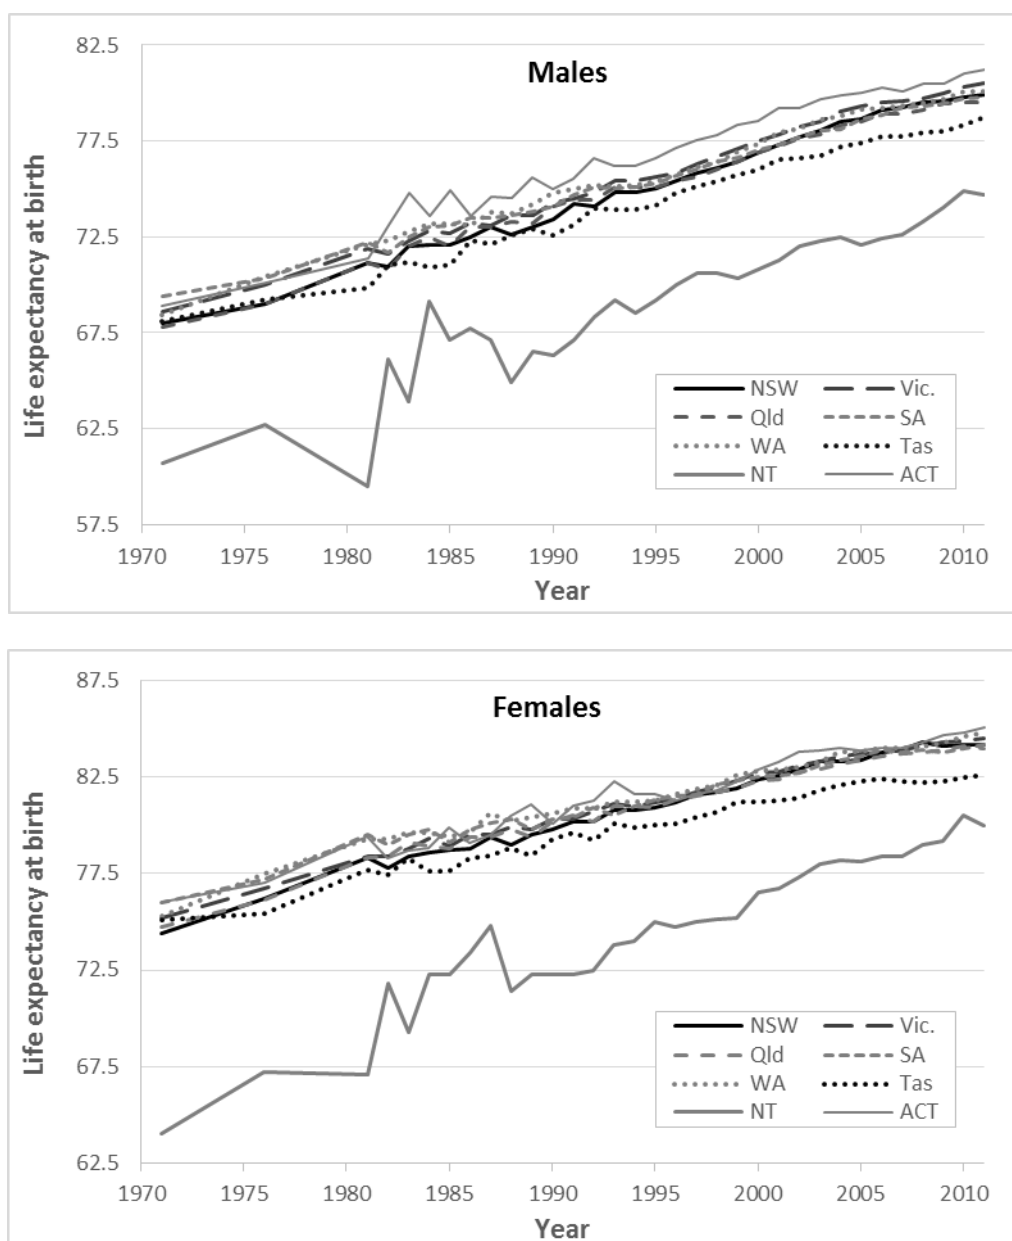 82.5
Males
77.5
72.5
67.5
62.5
57.5
Life expectancy at birth
NSW Vic.
Qld SA
WA Tas
NT ACT
1970 1975 1980 1985 1990 1995 2000 2005 2010
Year
87.5
Females
82.5
77.5
72.5
67.5
62.5
Life expectancy at birth
NSW Vic.
Qld SA
WA Tas
NT ACT
1970 1975 1980 1985 1990 1995 2000 2005 2010
Year